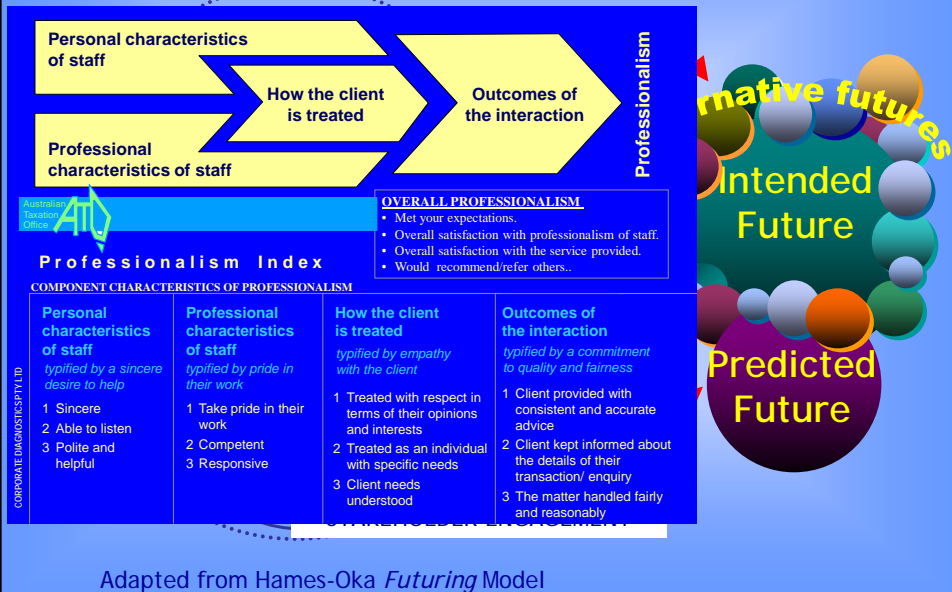 Personal characteristics
of staff
How the client
is treated
Outcomes of
the interaction
Professionalism
Professional
characteristics of staff
Australian
Taxation
Office
ATO
Professionalism Index
OVERALL PROFESSIONALISM
• Met your expectations.
• Overall satisfaction with professionalism of staff.
• Overall satisfaction with the service provided.
• Would recommend/refer others..
COMPONENT CHARACTERISTICS OF PROFESSIONALISM
Personal
characteristics
of staff
typified by a sincere
desire to help
1 Sincere
2 Able to listen
3 Polite and
helpful
Professional
characteristics
of staff
typified by pride in
their work
1 Take pride in their
work
2 Competent
3 Responsive
How the client
is treated
typified by empathy
with the client
1 Treated with respect in
terms of their opinions
and interests
2 Treated as an individual
with specific needs
3 Client needs
understood
Outcomes of
the interaction
typified by a commitment
to quality and fairness
1 Client provided with
consistent and accurate
advice
2 Client kept informed about
the details of their
transaction/ enquiry
3 The matter handled fairly
and reasonably
CORPORATE DIAGNOSTICS PTY LTD
rnative futures
Intended
Future
Predicted
Future
STAKEHOLDER ENGAGEMENT
Adapted from Hames-Oka Futuring Model